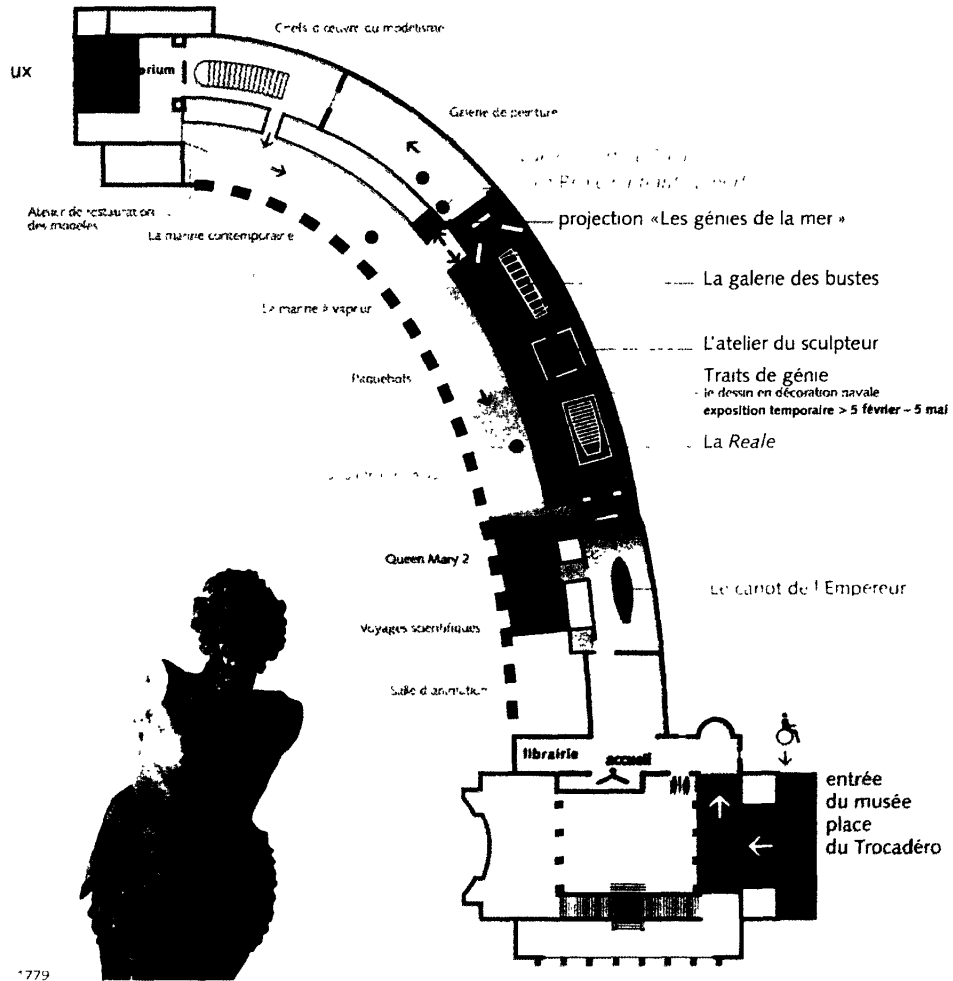 Chefs d'œuvre du modélisme
ux
rium
Galerie de peinture
projection «Les génies de la mer »
Atelier de restauration
des modèles
La marine contemporaine
La galerie des bustes
La marine à vapeur
L'atelier du sculpteur
Paquebots
Traits de génie
le dessin en décoration navale
exposition temporaire > 5 février – 5 mai
La Reale
Queen Mary 2
Le canot de l'Empereur
Voyages scientifiques
Salle d'animation
librairie
accueil
entrée
du musée
place
du Trocadéro
1779